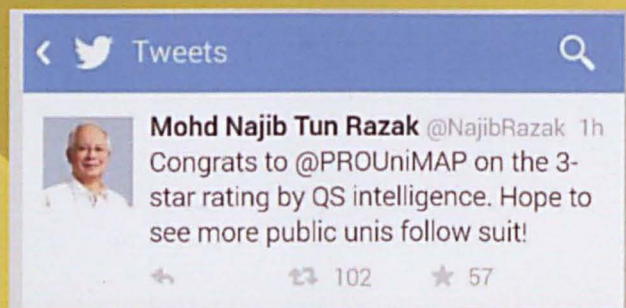 Tweets
Mohd Najib Tun Razak @NajibRazak 1h
Congrats to @PROUniMAP on the 3-
star rating by QS intelligence. Hope to
see more public unis follow suit!
102 57